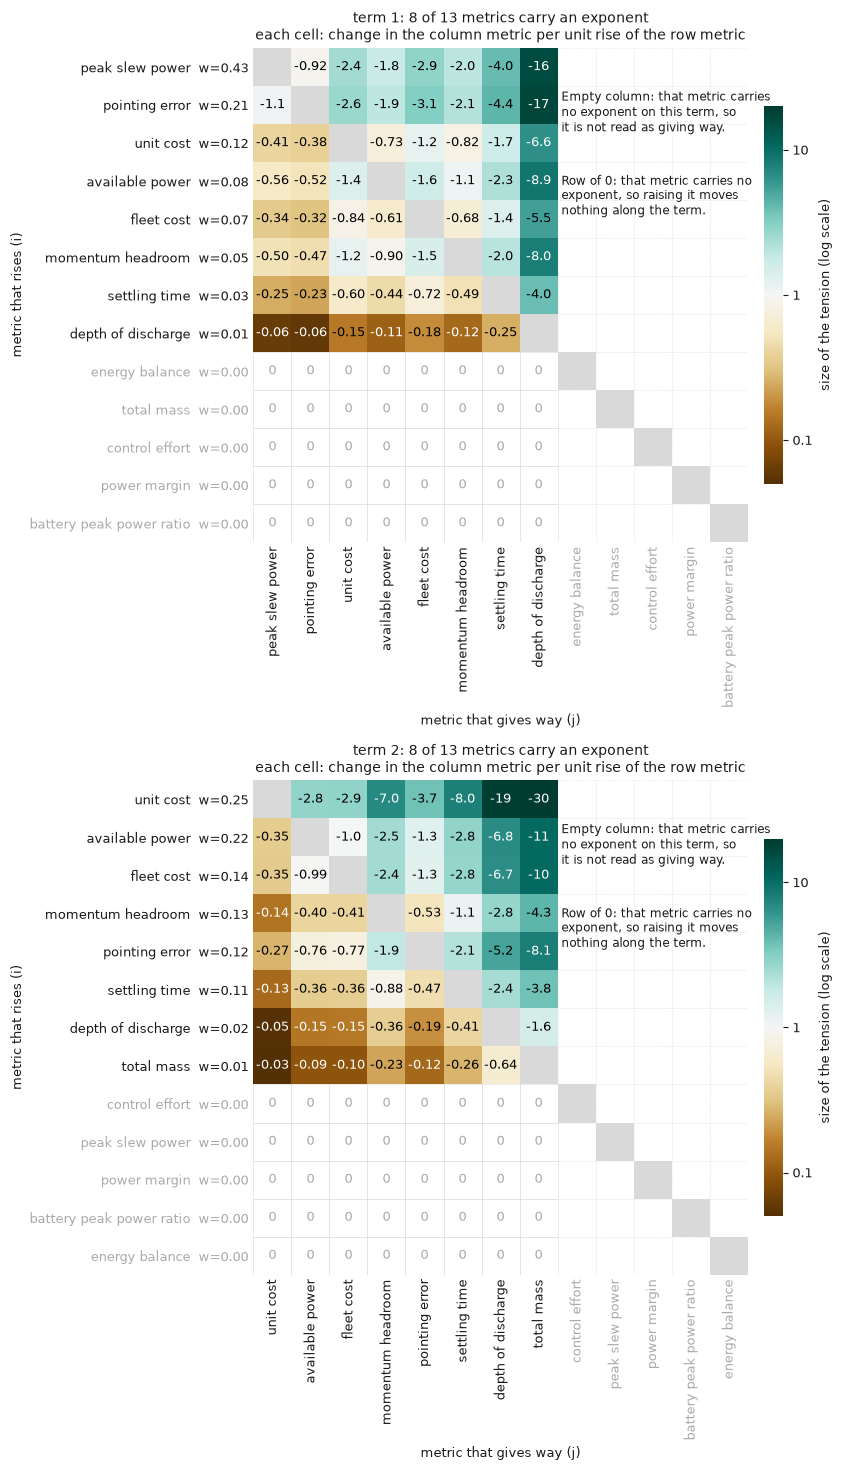 term 1: 8 of 13 metrics carry an exponent
each cell: change in the column metric per unit rise of the row metric
peak slew power w=0.43 -0.92 -2.4 -1.8 -2.9 -2.0 -4.0 -16
pointing error w=0.21 -1.1 -2.6 -1.9 -3.1 -2.1 -4.4 -17
unit cost w=0.12 -0.41 -0.38 -0.73 -1.2 -0.82 -1.7 -6.6
available power w=0.08 -0.56 -0.52 -1.4 -1.6 -1.1 -2.3 -8.9
fleet cost w=0.07 -0.34 -0.32 -0.84 -0.61 -0.68 -1.4 -5.5
momentum headroom w=0.05 -0.50 -0.47 -1.2 -0.90 -1.5 -2.0 -8.0
settling time w=0.03 -0.25 -0.23 -0.60 -0.44 -0.72 -0.49 -4.0
depth of discharge w=0.01 -0.06 -0.06 -0.15 -0.11 -0.18 -0.12 -0.25
energy balance w=0.00 0 0 0 0 0 0 0 0
total mass w=0.00 0 0 0 0 0 0 0 0
control effort w=0.00 0 0 0 0 0 0 0 0
power margin w=0.00 0 0 0 0 0 0 0 0
battery peak power ratio w=0.00 0 0 0 0 0 0 0 0
Empty column: that metric carries
no exponent on this term, so
it is not read as giving way.
Row of 0: that metric carries no
exponent, so raising it moves
nothing along the term.
metric that rises (i)
10
1
0.1
size of the tension (log scale)
peak slew power
pointing error
unit cost
available power
fleet cost
momentum headroom
settling time
depth of discharge
energy balance
total mass
control effort
power margin
battery peak power ratio
metric that gives way (j)
term 2: 8 of 13 metrics carry an exponent
each cell: change in the column metric per unit rise of the row metric
unit cost w=0.25 -2.8 -2.9 -7.0 -3.7 -8.0 -19 -30
available power w=0.22 -0.35 -1.0 -2.5 -1.3 -2.8 -6.8 -11
fleet cost w=0.14 -0.35 -0.99 -2.4 -1.3 -2.8 -6.7 -10
momentum headroom w=0.13 -0.14 -0.40 -0.41 -0.53 -1.1 -2.8 -4.3
pointing error w=0.12 -0.27 -0.76 -0.77 -1.9 -2.1 -5.2 -8.1
settling time w=0.11 -0.13 -0.36 -0.36 -0.88 -0.47 -2.4 -3.8
depth of discharge w=0.02 -0.05 -0.15 -0.15 -0.36 -0.19 -0.41 -1.6
total mass w=0.01 -0.03 -0.09 -0.10 -0.23 -0.12 -0.26 -0.64
control effort w=0.00 0 0 0 0 0 0 0 0
peak slew power w=0.00 0 0 0 0 0 0 0 0
power margin w=0.00 0 0 0 0 0 0 0 0
battery peak power ratio w=0.00 0 0 0 0 0 0 0 0
energy balance w=0.00 0 0 0 0 0 0 0 0
Empty column: that metric carries
no exponent on this term, so
it is not read as giving way.
Row of 0: that metric carries no
exponent, so raising it moves
nothing along the term.
metric that rises (i)
10
1
0.1
size of the tension (log scale)
unit cost
available power
fleet cost
momentum headroom
pointing error
settling time
depth of discharge
total mass
control effort
peak slew power
power margin
battery peak power ratio
energy balance
metric that gives way (j)